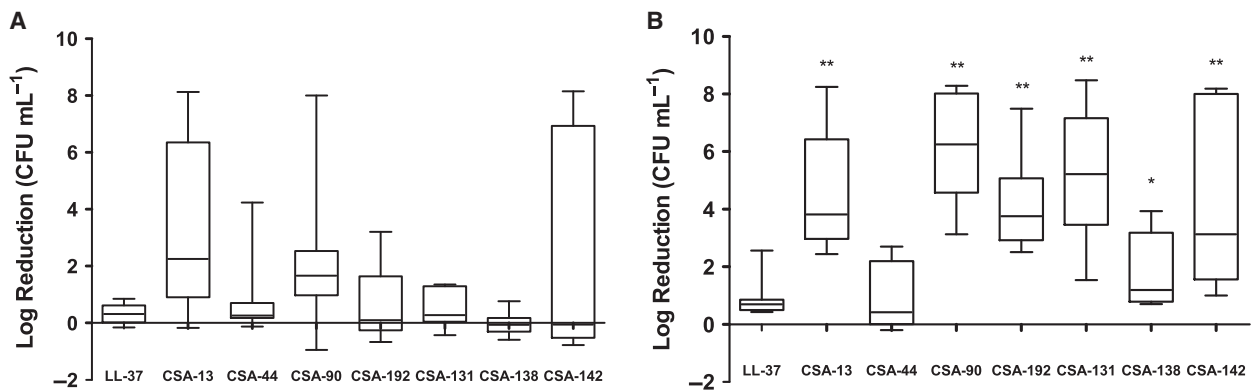 A
Log Reduction (CFU mL⁻¹)
10
8
6
4
2
0
–2
LL-37 CSA-13 CSA-44 CSA-90 CSA-192 CSA-131 CSA-138 CSA-142
B
Log Reduction (CFU mL⁻¹)
10
8
6
4
2
0
–2
** ** ** ** * **
LL-37 CSA-13 CSA-44 CSA-90 CSA-192 CSA-131 CSA-138 CSA-142